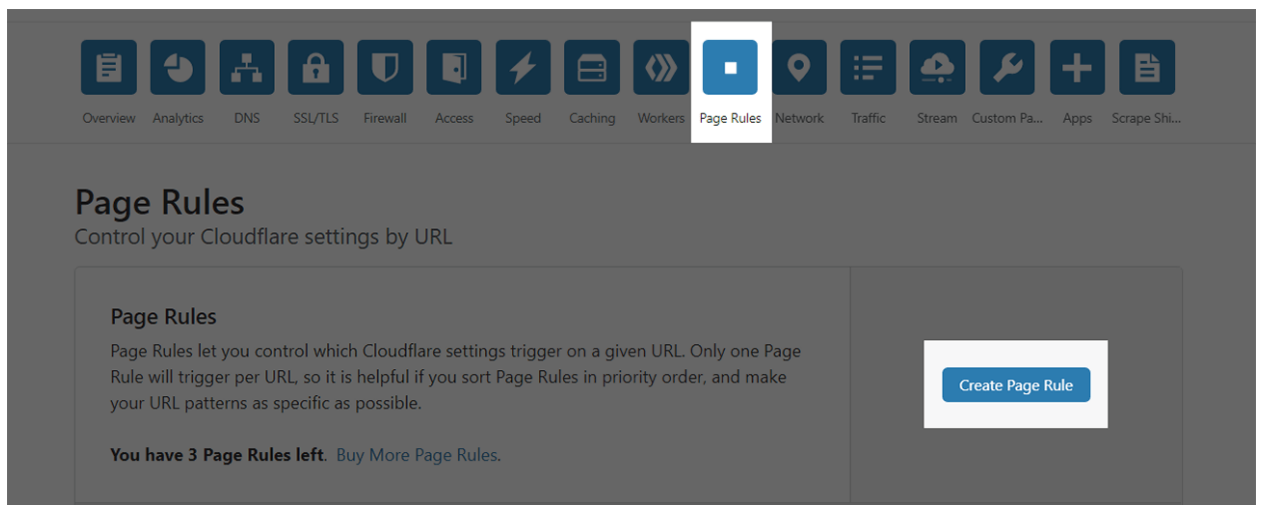 Overview Analytics DNS SSL/TLS Firewall Access Speed Caching Workers Page Rules Network Traffic Stream Custom Pa... Apps Scrape Shi...
Page Rules
Control your Cloudflare settings by URL
Page Rules
Page Rules let you control which Cloudflare settings trigger on a given URL. Only one Page
Rule will trigger per URL, so it is helpful if you sort Page Rules in priority order, and make
your URL patterns as specific as possible.
You have 3 Page Rules left. Buy More Page Rules.
Create Page Rule